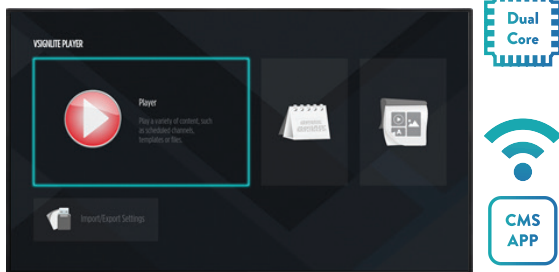 VSIGNLITE PLAYER
Player
Play a variety of content, such
as scheduled channels,
templates or files.
Import/Export Settings
Dual
Core
CMS
APP